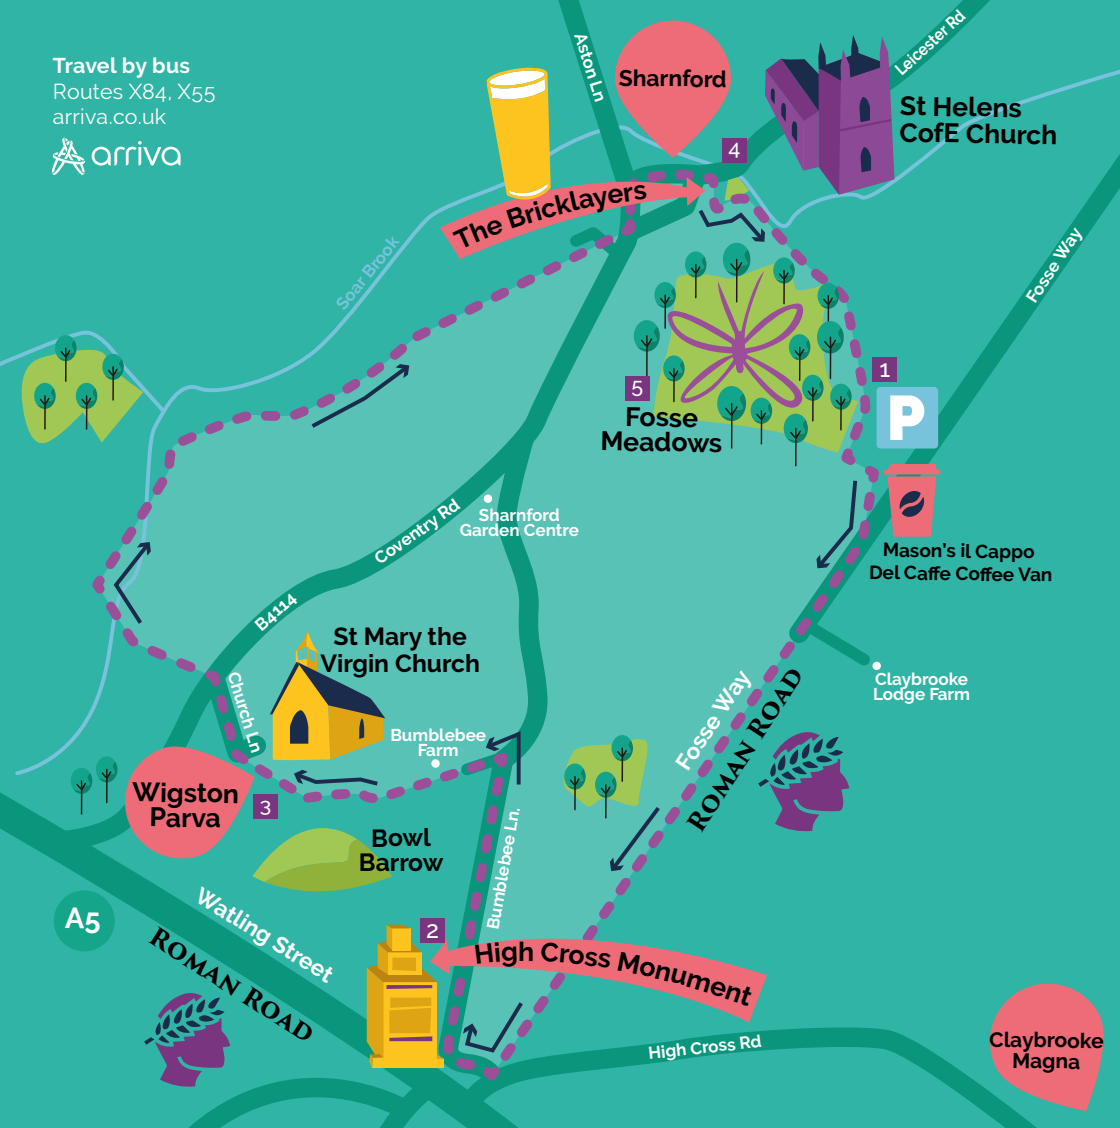 Travel by bus
Routes X84, X55
arriva.co.uk
arriva
Aston Ln
Sharnford
Leicester Rd
St Helens
CofE Church
4
The Bricklayers
Soar Brook
Fosse Way
1
P
5
Fosse
Meadows
Coventry Rd
Sharnford
Garden Centre
Mason's il Cappo
Del Caffe Coffee Van
B4114
St Mary the
Virgin Church
Claybrooke
Lodge Farm
Church Ln
Bumblebee
Farm
Fosse Way
ROMAN ROAD
Wigston
Parva
3
Bowl
Barrow
Bumblebee Ln.
A5
Watling Street
ROMAN ROAD
2
High Cross Monument
High Cross Rd
Claybrooke
Magna